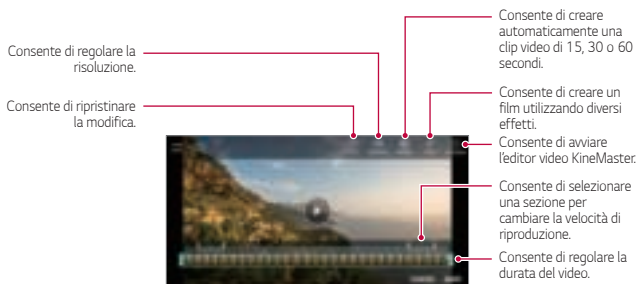 Consente di regolare la
risoluzione.
Consente di ripristinare
la modifica.
Consente di creare
automaticamente una
clip video di 15, 30 o 60
secondi.
Consente di creare un
film utilizzando diversi
effetti.
Consente di avviare
l'editor video KineMaster.
Consente di selezionare
una sezione per
cambiare la velocità di
riproduzione.
Consente di regolare la
durata del video.